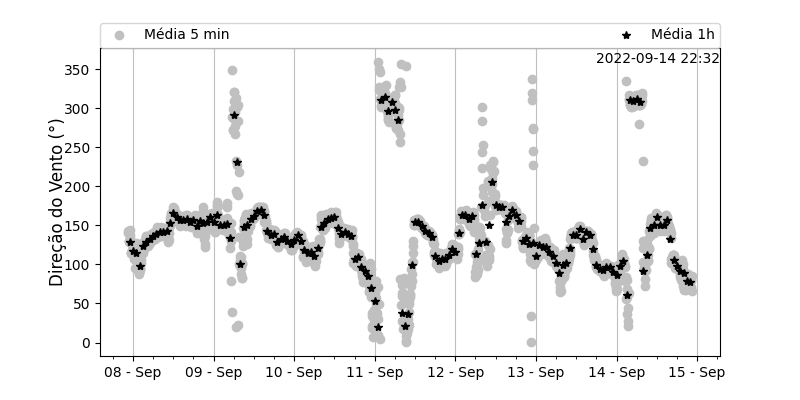 Média 5 min
Média 1h
2022-09-14 22:32
Direção do Vento (°)
350
300
250
200
150
100
50
0
08 - Sep
09 - Sep
10 - Sep
11 - Sep
12 - Sep
13 - Sep
14 - Sep
15 - Sep